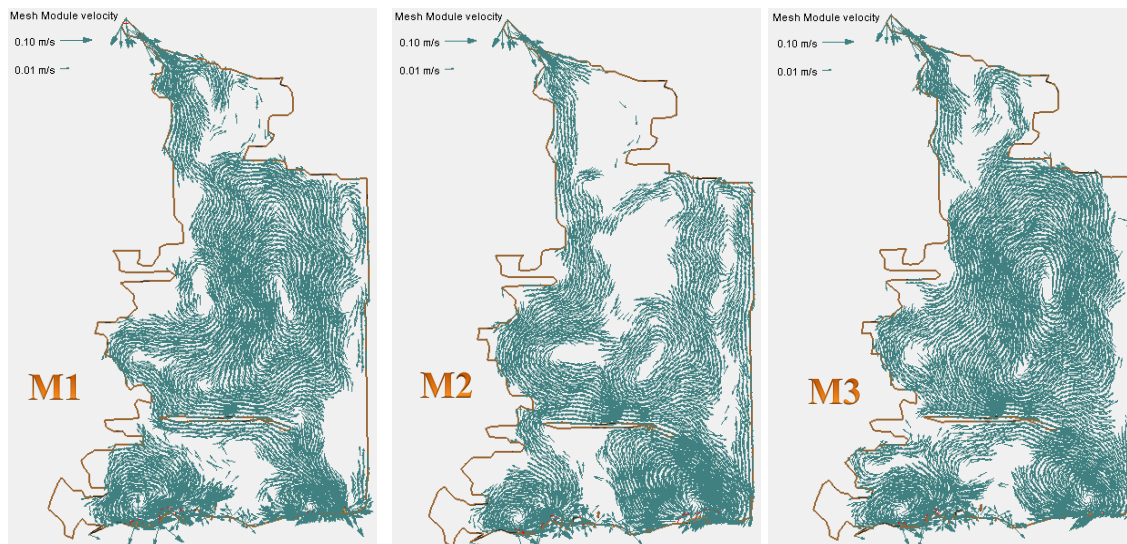 Mesh Module velocity
0.10 m/s
0.01 m/s
M1
Mesh Module velocity
0.10 m/s
0.01 m/s
M2
Mesh Module velocity
0.10 m/s
0.01 m/s
M3